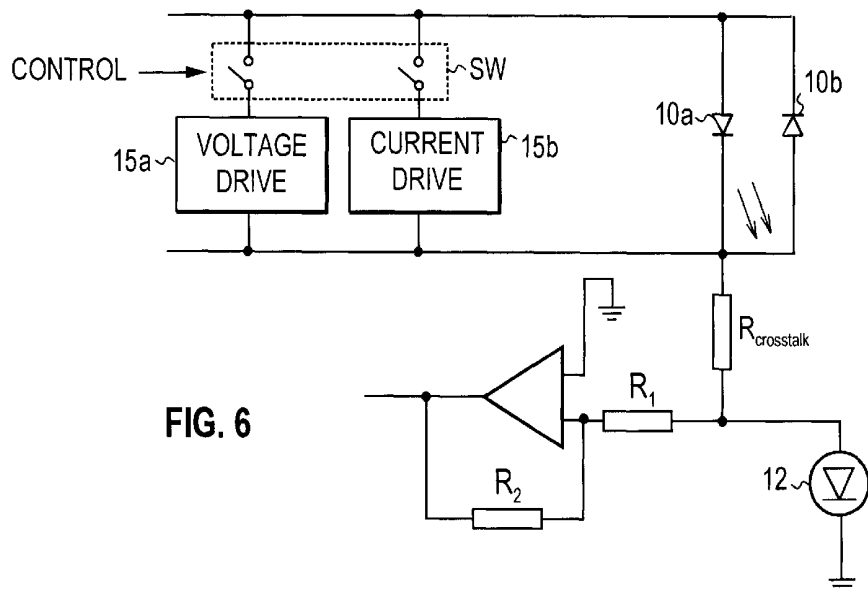 CONTROL
SW
15a
VOLTAGE
DRIVE
CURRENT
DRIVE
15b
10a
10b
Rcrosstalk
R1
R2
12
FIG. 6